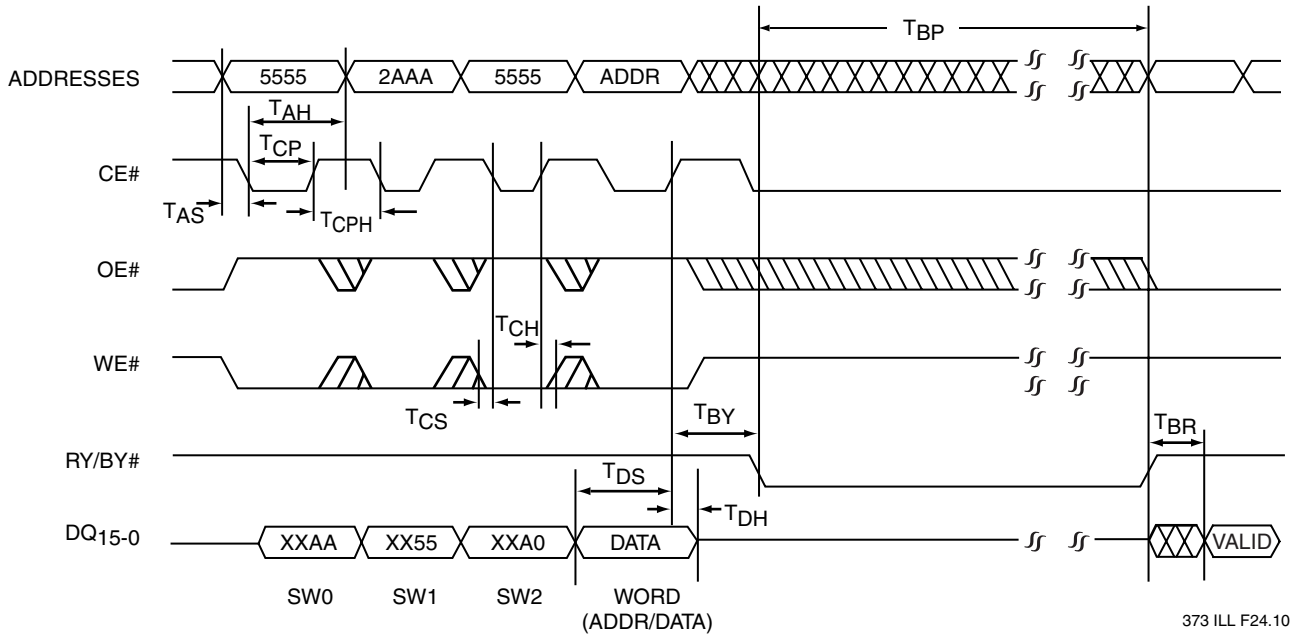 TBP
ADDRESSES 5555 2AAA 5555 ADDR
TAH
TCP
CE#
TAS TCPH
OE#
TCH
WE#
TCS TBY TBR
RY/BY#
TDS
TDH
DQ15-0 XXAA XX55 XXA0 DATA VALID
SW0 SW1 SW2 WORD
(ADDR/DATA)
373 ILL F24.10